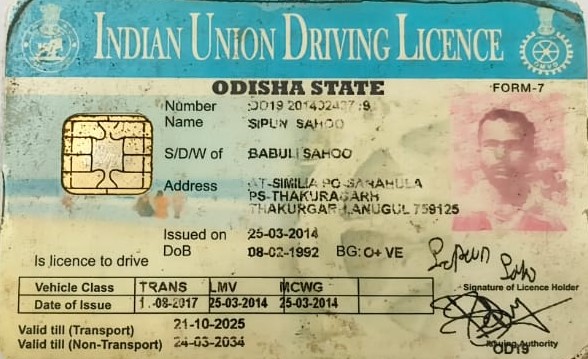 INDIAN UNION DRIVING LICENCE
ODISHA STATE
FORM-7
Number
Name SIPUN SAHOO
S/D/W of BABULI SAHOO
Address AT-SIMILIA PO-
PS-THAKURAGARH
THAKURGARH,ANUGUL 759125
Issued on 25-03-2014
DoB 08-02-1992 BG: O+ VE
Is licence to drive
Vehicle Class TRANS LMV MCWG
Date of Issue 25-03-2014 25-03-2014
Valid till (Transport) 21-10-2025
Valid till (Non-Transport) 24-03-2034
Signature of Licence Holder
Issuing Authority
OD19